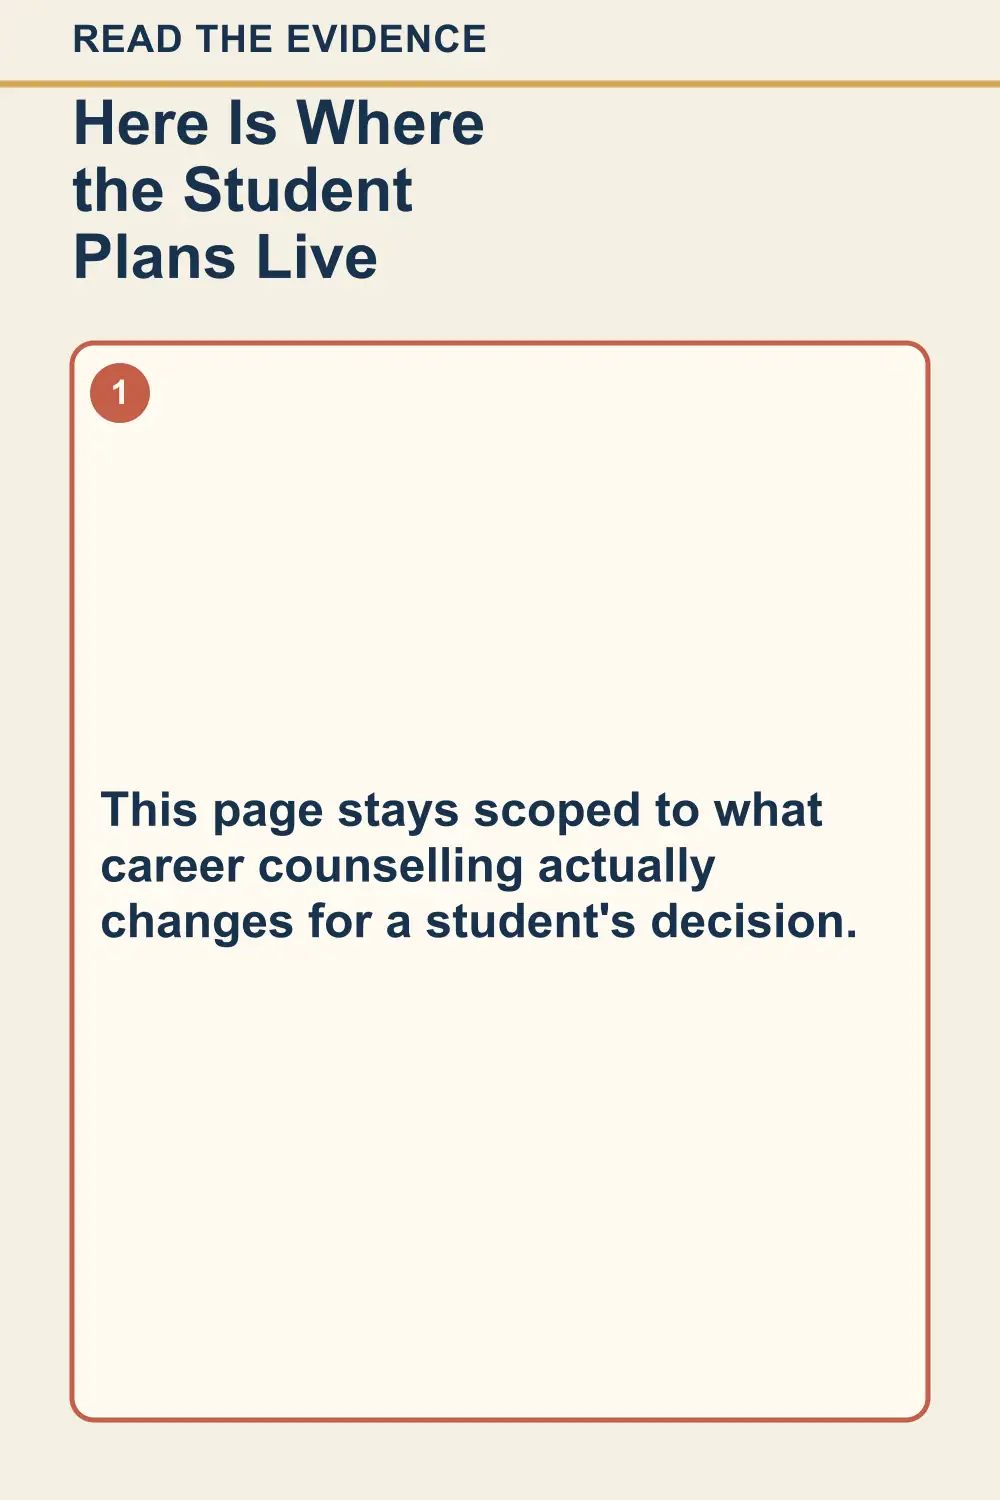 READ THE EVIDENCE
Here Is Where
the Student
Plans Live
1
This page stays scoped to what
career counselling actually
changes for a student's decision.